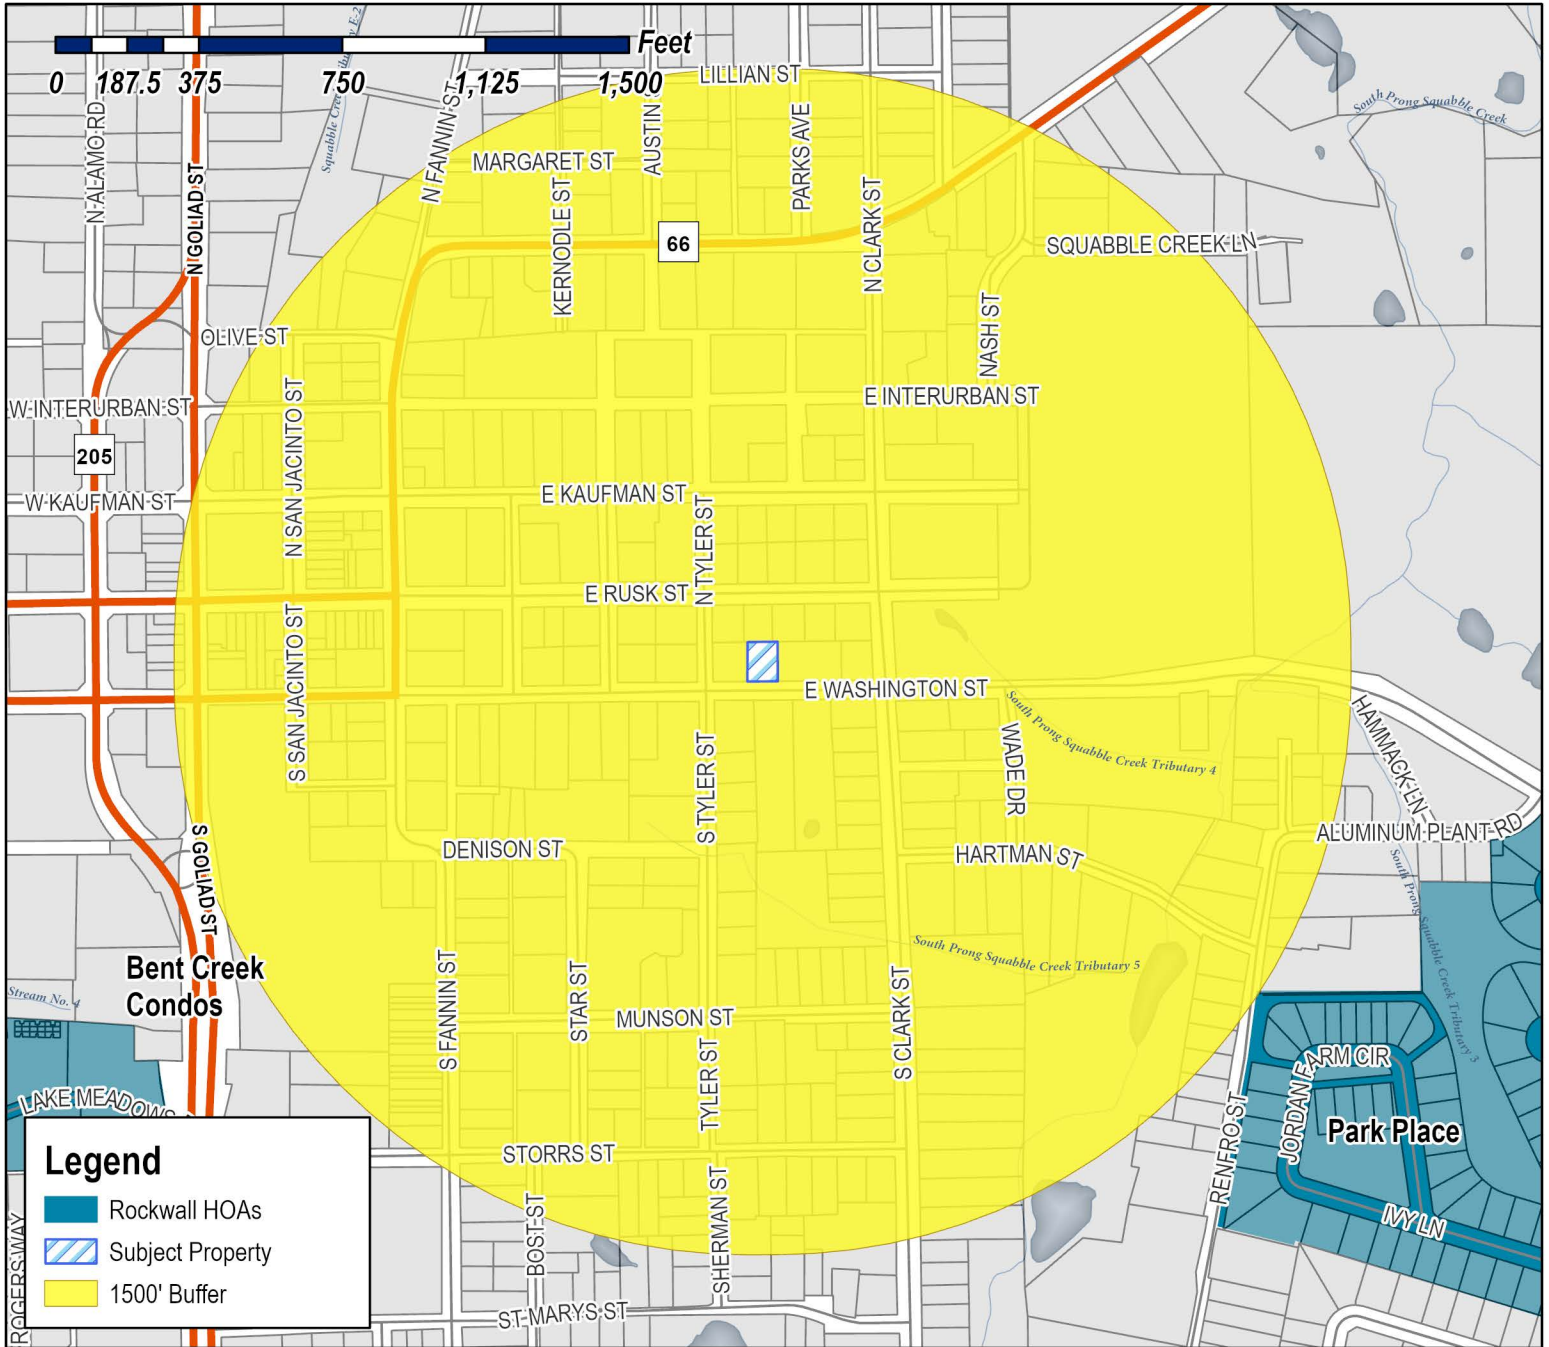 Feet
0 187.5 375 750 1,125 1,500
LILLIAN ST
South Prong Squabble Creek
N ALAMO RD
N FANNIN ST
AUSTIN
PARKS AVE
MARGARET ST
N GOLIAD ST
KERNODLE ST
N CLARK ST
66
SQUABBLE CREEK LN
OLIVE ST
NASH ST
W INTERURBAN ST
N SAN JACINTO ST
E INTERURBAN ST
205
W KAUFMAN ST
E KAUFMAN ST
N TYLER ST
E RUSK ST
S SAN JACINTO ST
E WASHINGTON ST
South Prong Squabble Creek Tributary 4
HAMMACK LN
S TYLER ST
WADE DR
S GOLIAD ST
ALUMINUM PLANT RD
DENISON ST
HARTMAN ST
South Prong Squabble Creek Tributary 3
South Prong Squabble Creek Tributary 5
Bent Creek
Condos
Stream No. 4
S FANNIN ST
STAR ST
S CLARK ST
MUNSON ST
TYLER ST
JORDAN FARM CIR
LAKE MEADOWS
RENFRO ST
Park Place
STORRS ST
SHERMAN ST
BOST ST
IVY LN
ST MARYS ST
Legend
Rockwall HOAs
Subject Property
1500' Buffer
ROGERS WAY